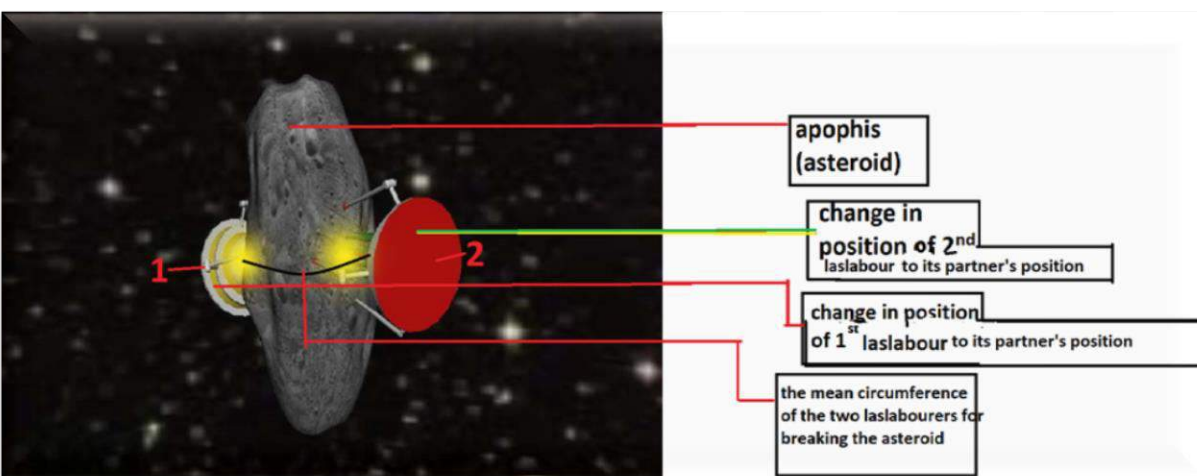 apophis
(asteroid)
change in
position of 2nd
laslabour to its partner's position
1
2
change in position
of 1st laslabour to its partner's position
the mean circumference
of the two laslabourers for
breaking the asteroid